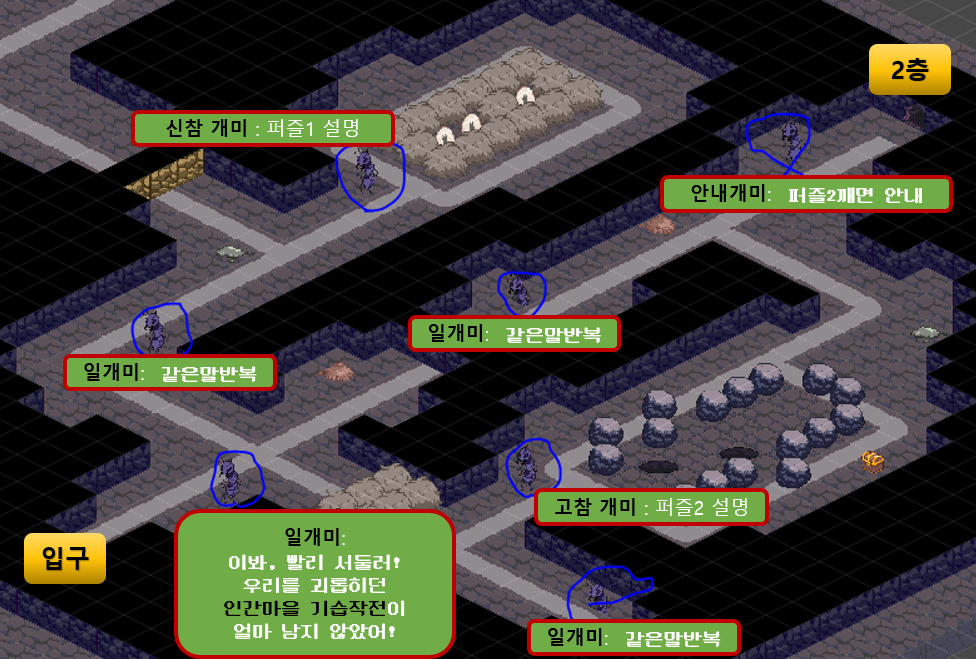 2층
신참 개미 : 퍼즐1 설명
안내개미: 퍼즐2깨면 안내
일개미: 같은말반복
일개미: 같은말반복
고참 개미 : 퍼즐2 설명
일개미:
이봐, 빨리 서둘러!
우리를 괴롭히던
인간마을 기습작전이
얼마 남지 않았어!
입구
일개미: 같은말반복